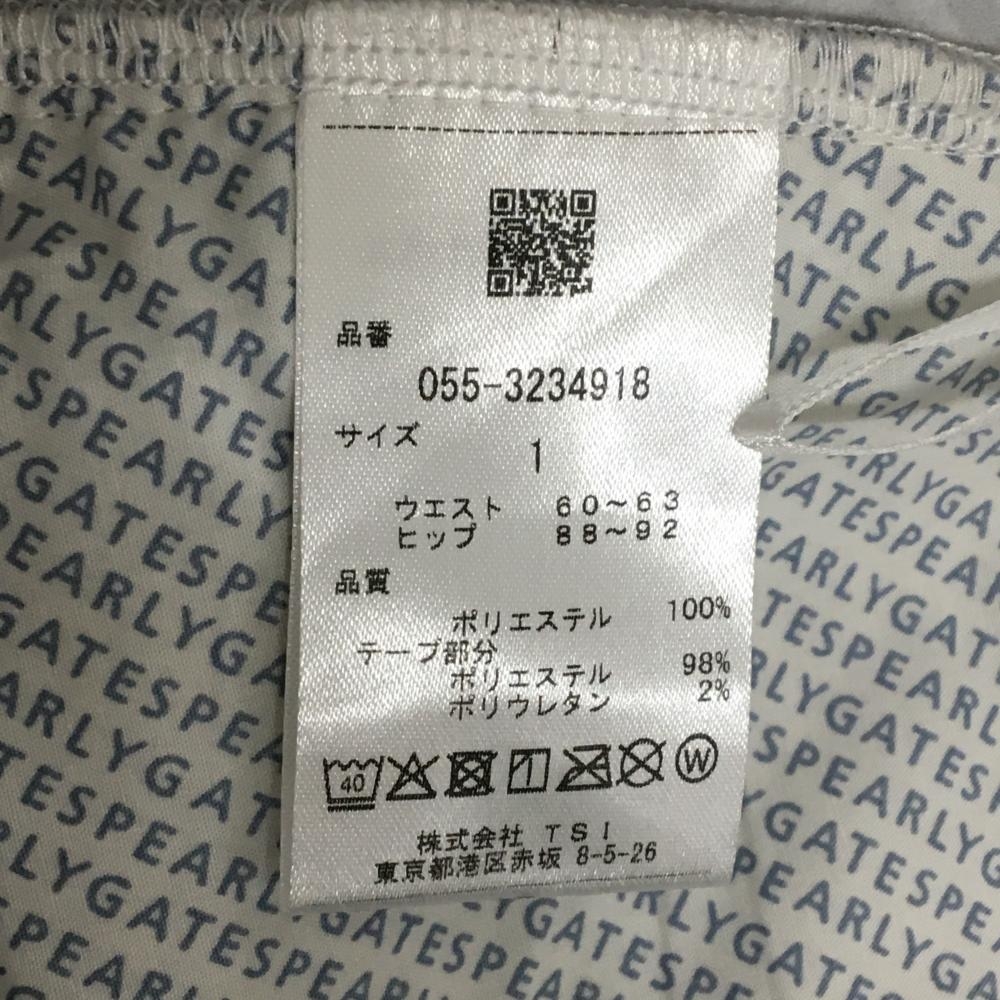 品番
055-3234918
サイズ
1
ウエスト 60～63
ヒップ 88～92
品質
ポリエステル 100%
テープ部分
ポリエステル 98%
ポリウレタン 2%
40
W
株式会社 TSI
東京都港区赤坂 8-5-26
PEARLYGATES